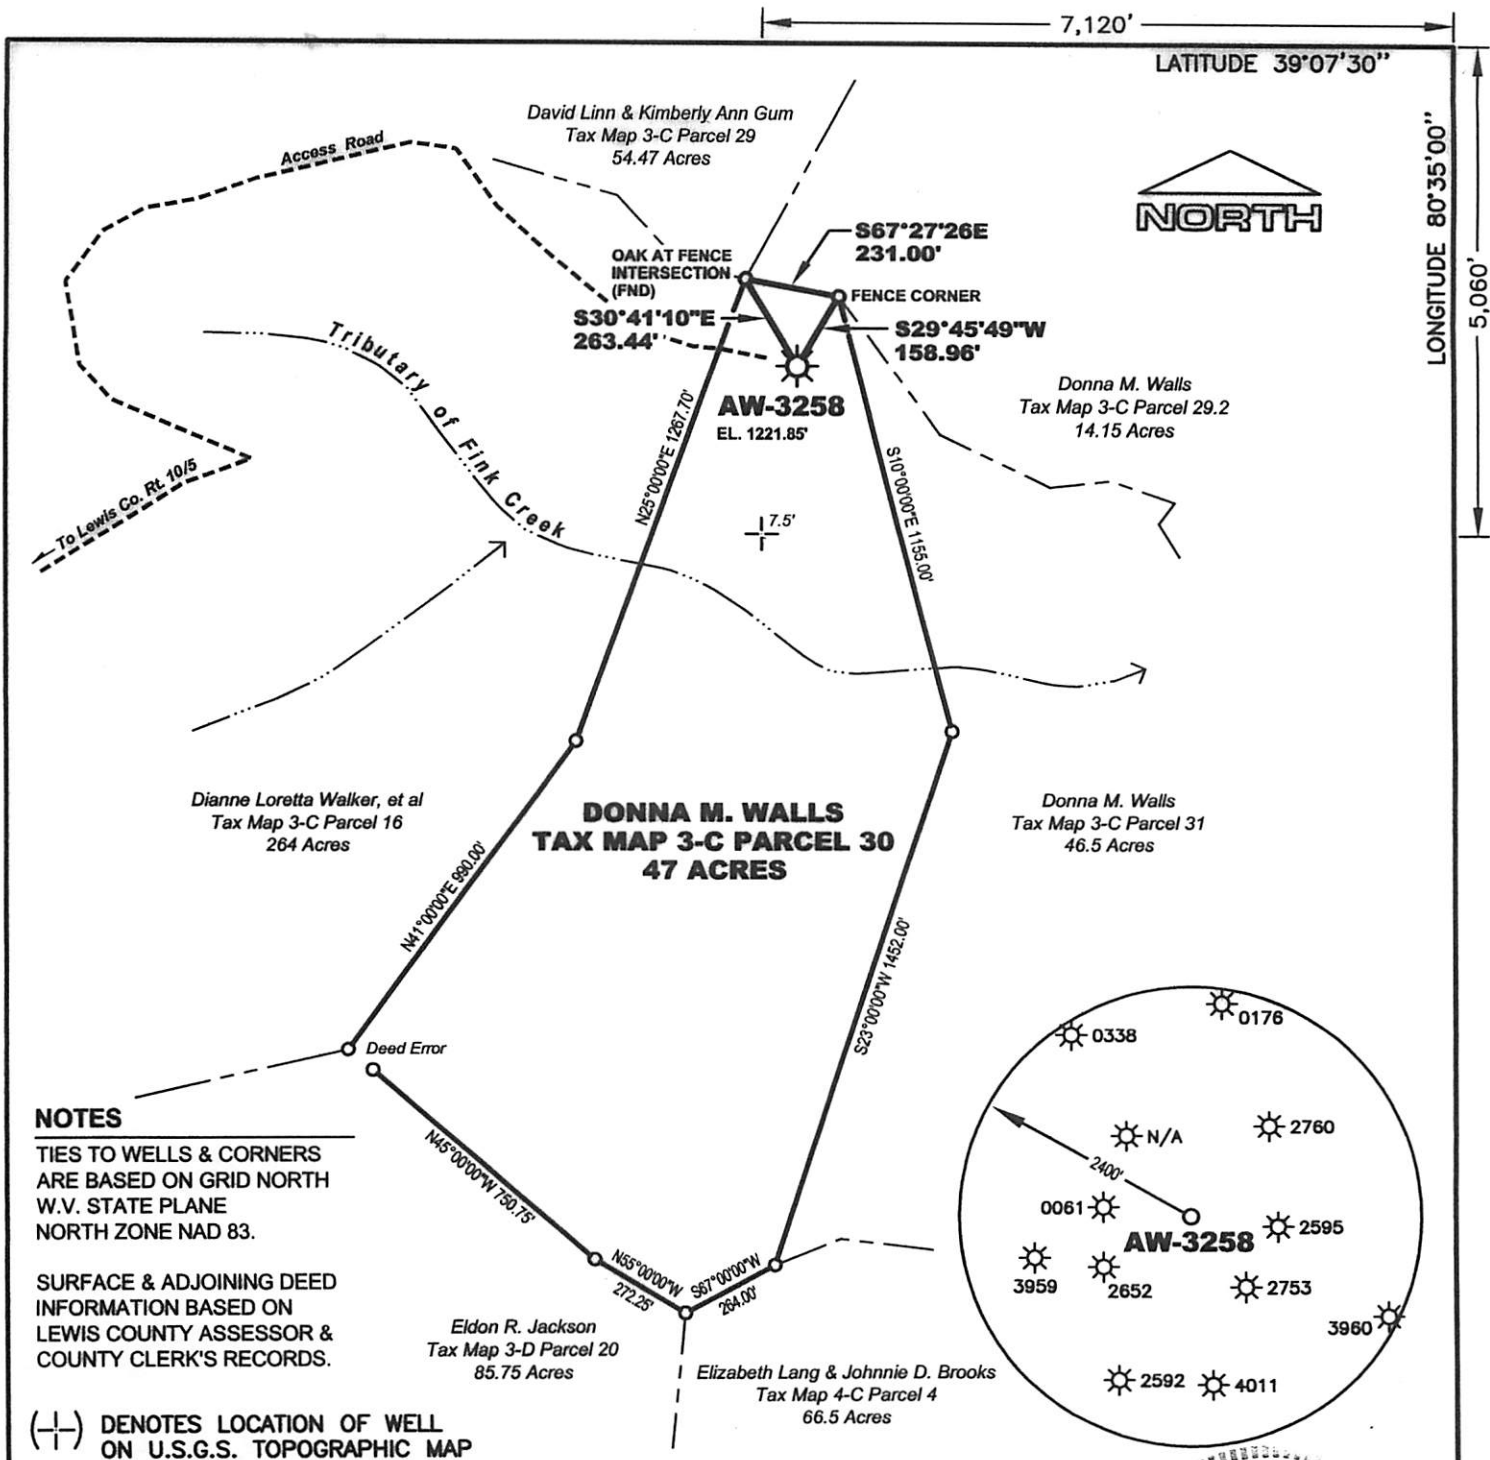 7,120'
LATITUDE 39°07'30"
LONGITUDE 80°35'00"
5,060'
NORTH
David Linn & Kimberly Ann Gum
Tax Map 3-C Parcel 29
54.47 Acres
Access Road
OAK AT FENCE
INTERSECTION
(FND)
S67°27'26E
231.00'
FENCE CORNER
S30°41'10"E
263.44'
S29°45'49"W
158.96'
AW-3258
EL. 1221.85'
Donna M. Walls
Tax Map 3-C Parcel 29.2
14.15 Acres
Tributary of Fink Creek
To Lewis Co. Rt. 10/5
N25°00'00"E 1267.70'
S10°00'00"E 1155.00'
7.5'
Dianne Loretta Walker, et al
Tax Map 3-C Parcel 16
264 Acres
DONNA M. WALLS
TAX MAP 3-C PARCEL 30
47 ACRES
Donna M. Walls
Tax Map 3-C Parcel 31
46.5 Acres
N41°00'00"E 990.00'
S23°00'00"W 1452.00'
Deed Error
N45°00'00"W 750.75'
N55°00'00"W
272.25'
S67°00'00"W
264.00'
Eldon R. Jackson
Tax Map 3-D Parcel 20
85.75 Acres
Elizabeth Lang & Johnnie D. Brooks
Tax Map 4-C Parcel 4
66.5 Acres
0176
0338
N/A
2760
2400'
0061
AW-3258
2595
3959
2652
2753
3960
2592
4011
NOTES
TIES TO WELLS & CORNERS
ARE BASED ON GRID NORTH
W.V. STATE PLANE
NORTH ZONE NAD 83.
SURFACE & ADJOINING DEED
INFORMATION BASED ON
LEWIS COUNTY ASSESSOR &
COUNTY CLERK'S RECORDS.
DENOTES LOCATION OF WELL
ON U.S.G.S. TOPOGRAPHIC MAP